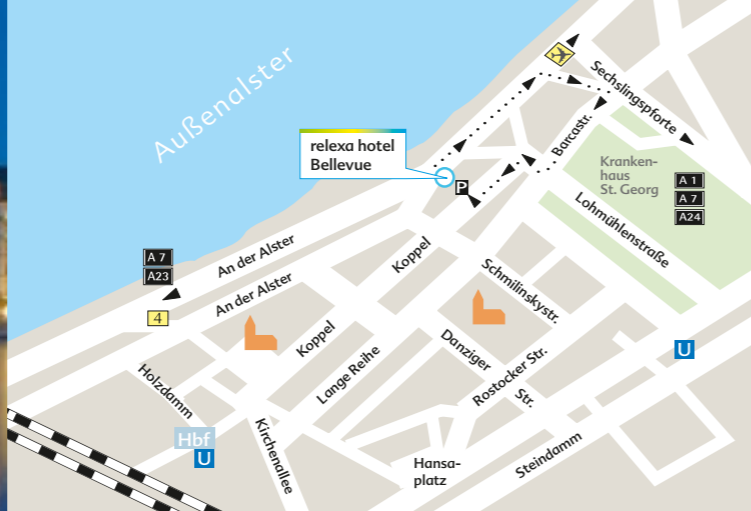 Außenalster
Sechslingspforte
Barcastr.
relexa hotel
Bellevue
P
Kranken-
haus
St. Georg
A 1
A 7
A24
Lohmühlenstraße
A 7
A23
4
An der Alster
An der Alster
Koppel
Schmilinskystr.
Koppel
Lange Reihe
Danziger
Str.
Rostocker Str.
U
Holzdamm
Hbf
U
Kirchenallee
Hansa-
platz
Steindamm